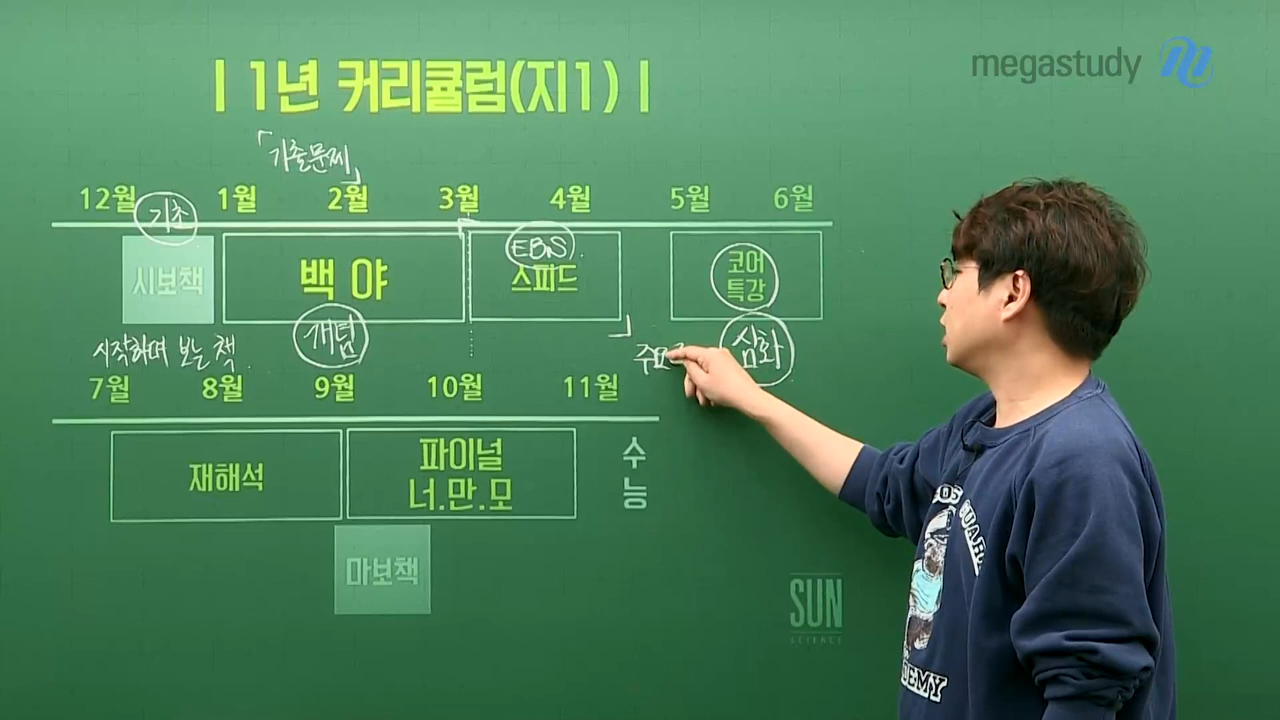 megastudy
| 1년 커리큘럼(지1) |
「기출문제」
12월 1월 2월 3월 4월 5월 6월
기초
시보책 백야 EBS 스피드 코어 특강
시작하며 보는 책 개념 심화
7월 8월 9월 10월 11월
재해석 파이널 수능
너.만.모
마보책
SUN
SCIENCE